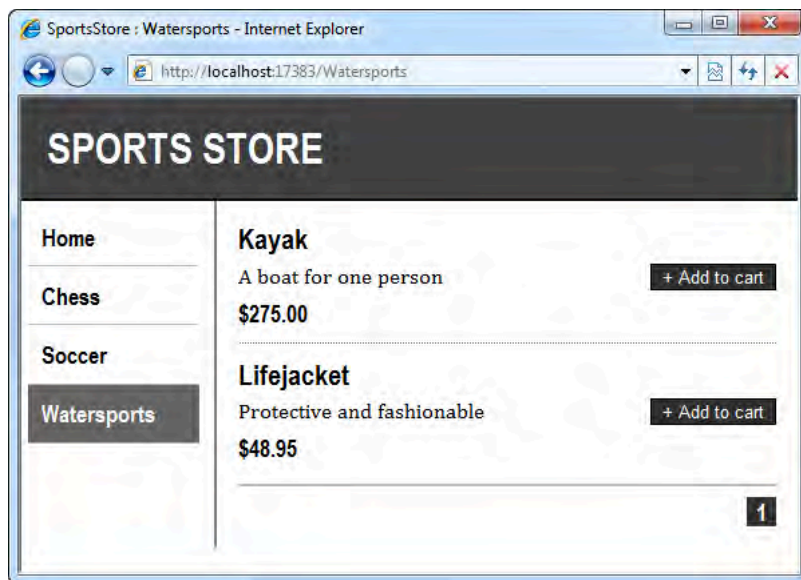 SportsStore : Watersports - Internet Explorer
http://localhost:17383/Watersports
SPORTS STORE
Home
Chess
Soccer
Watersports
Kayak
A boat for one person
+ Add to cart
$275.00
Lifejacket
Protective and fashionable
+ Add to cart
$48.95
1